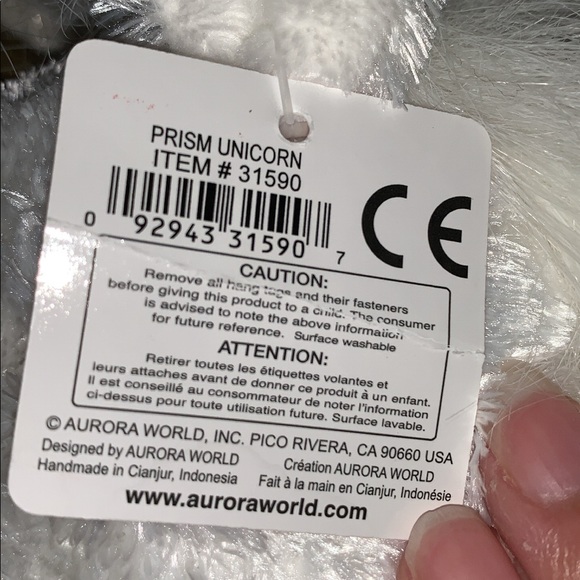 PRISM UNICORN
ITEM # 31590
CE
0 92943 31590 7
CAUTION:
Remove all hang tags and their fasteners
before giving this product to a child. The consumer
is advised to note the above information
for future reference. Surface washable
ATTENTION:
Retirer toutes les étiquettes volantes et
leurs attaches avant de donner ce produit à un enfant.
Il est conseillé au consommateur de noter l'information
ci-dessus pour toute utilisation future. Surface lavable.
© AURORA WORLD, INC. PICO RIVERA, CA 90660 USA
Designed by AURORA WORLD Création AURORA WORLD
Handmade in Cianjur, Indonesia Fait à la main en Cianjur, Indonésie
www.auroraworld.com